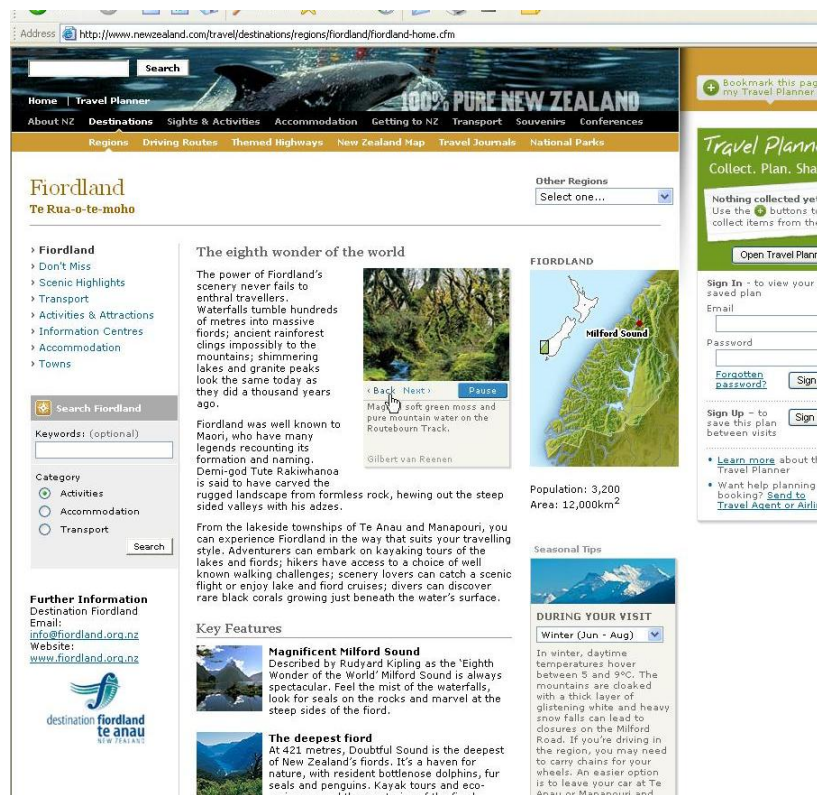 Address http://www.newzealand.com/travel/destinations/regions/fiordland/fiordland-home.cfm
Search
Home | Travel Planner
100% PURE NEW ZEALAND
About NZ Destinations Sights & Activities Accommodation Getting to NZ Transport Souvenirs Conferences
Regions Driving Routes Themed Highways New Zealand Map Travel Journals National Parks
Bookmark this
my Travel Planner
Travel
Collect. Plan.
Nothing collected yet
Use the + buttons
collect items from
Open Travel
Sign In - to view your
saved plan
Email
Password
Forgotten
password?
Sign
Sign Up - to
save this plan
between visits
Sign
• Learn more about
Travel Planner
• Want help planning
booking? Send to
Travel Agent or
Fiordland
Te Rua-o-te-moho
Other Regions
Select one...
› Fiordland
› Don't Miss
› Scenic Highlights
› Transport
› Activities & Attractions
› Information Centres
› Accommodation
› Towns
Search Fiordland
Keywords: (optional)
Category
Activities
Accommodation
Transport
Search
Further Information
Destination Fiordland
Email:
info@fiordland.org.nz
Website:
www.fiordland.org.nz
destination fiordland
te anau
NEW ZEALAND
The eighth wonder of the world
The power of Fiordland's
scenery never fails to
enthral travellers.
Waterfalls tumble hundreds
of metres into massive
fiords; ancient rainforest
clings impossibly to the
mountains; shimmering
lakes and granite peaks
look the same today as
they did a thousand years
ago.
Fiordland was well known to
Maori, who have many
legends recounting its
formation and naming.
Demi-god Tute Rakiwhanoa
is said to have carved the
rugged landscape from formless rock, hewing out the steep
sided valleys with his adzes.
From the lakeside townships of Te Anau and Manapouri, you
can experience Fiordland in the way that suits your travelling
style. Adventurers can embark on kayaking tours of the
lakes and fiords; hikers have access to a choice of well
known walking challenges; scenery lovers can catch a scenic
flight or enjoy lake and fiord cruises; divers can discover
rare black corals growing just beneath the water's surface.
‹ Back Next › Pause
soft green moss and
pure mountain water on the
Routebourn Track.
Gilbert van Reenen
Key Features
Magnificent Milford Sound
Described by Rudyard Kipling as the 'Eighth
Wonder of the World' Milford Sound is always
spectacular. Feel the mist of the waterfalls,
look for seals on the rocks and marvel at the
steep sides of the fiord.
The deepest fiord
At 421 metres, Doubtful Sound is the deepest
of New Zealand's fiords. It's a haven for
nature, with resident bottlenose dolphins, fur
seals and penguins. Kayak tours and eco-
FIORDLAND
Milford Sound
Population: 3,200
Area: 12,000km2
Seasonal Tips
DURING YOUR VISIT
Winter (Jun - Aug)
In winter, daytime
temperatures hover
between 5 and 9ºC. The
mountains are cloaked
with a thick layer of
glistening white and heavy
snow falls can lead to
closures on the Milford
Road. If you're driving in
the region, you may need
to carry chains for your
wheels. An easier option
is to leave your car at Te
Anau or Manapouri and